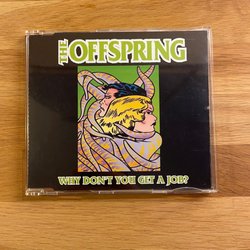 THE OFFSPRING
WHY DON'T YOU GET A JOB?